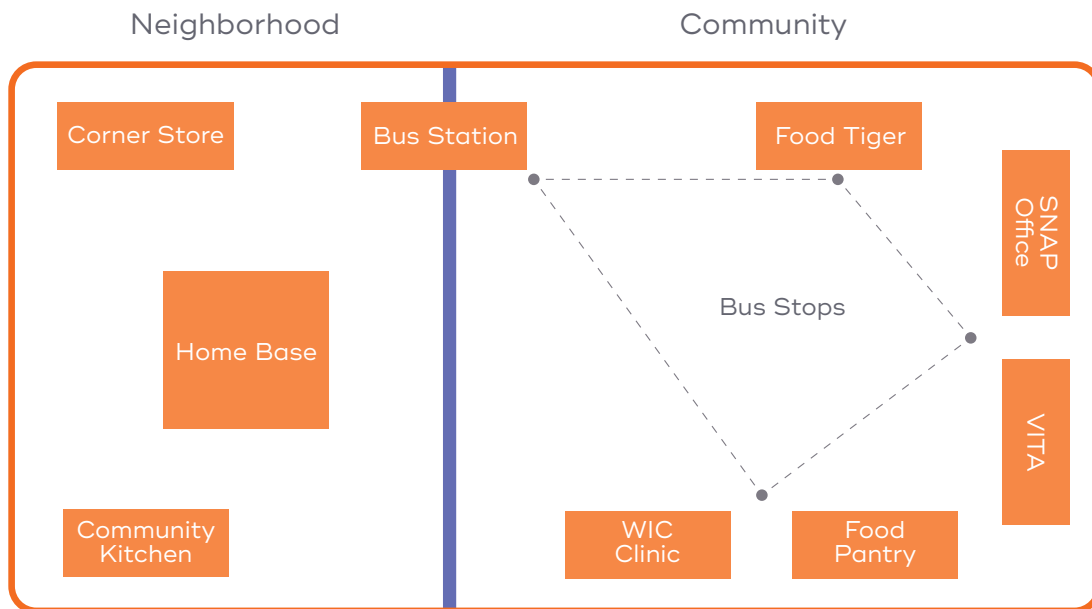 Neighborhood
Community
Corner Store
Bus Station
Food Tiger
SNAP
Office
Bus Stops
Home Base
VITA
Community
Kitchen
WIC
Clinic
Food
Pantry